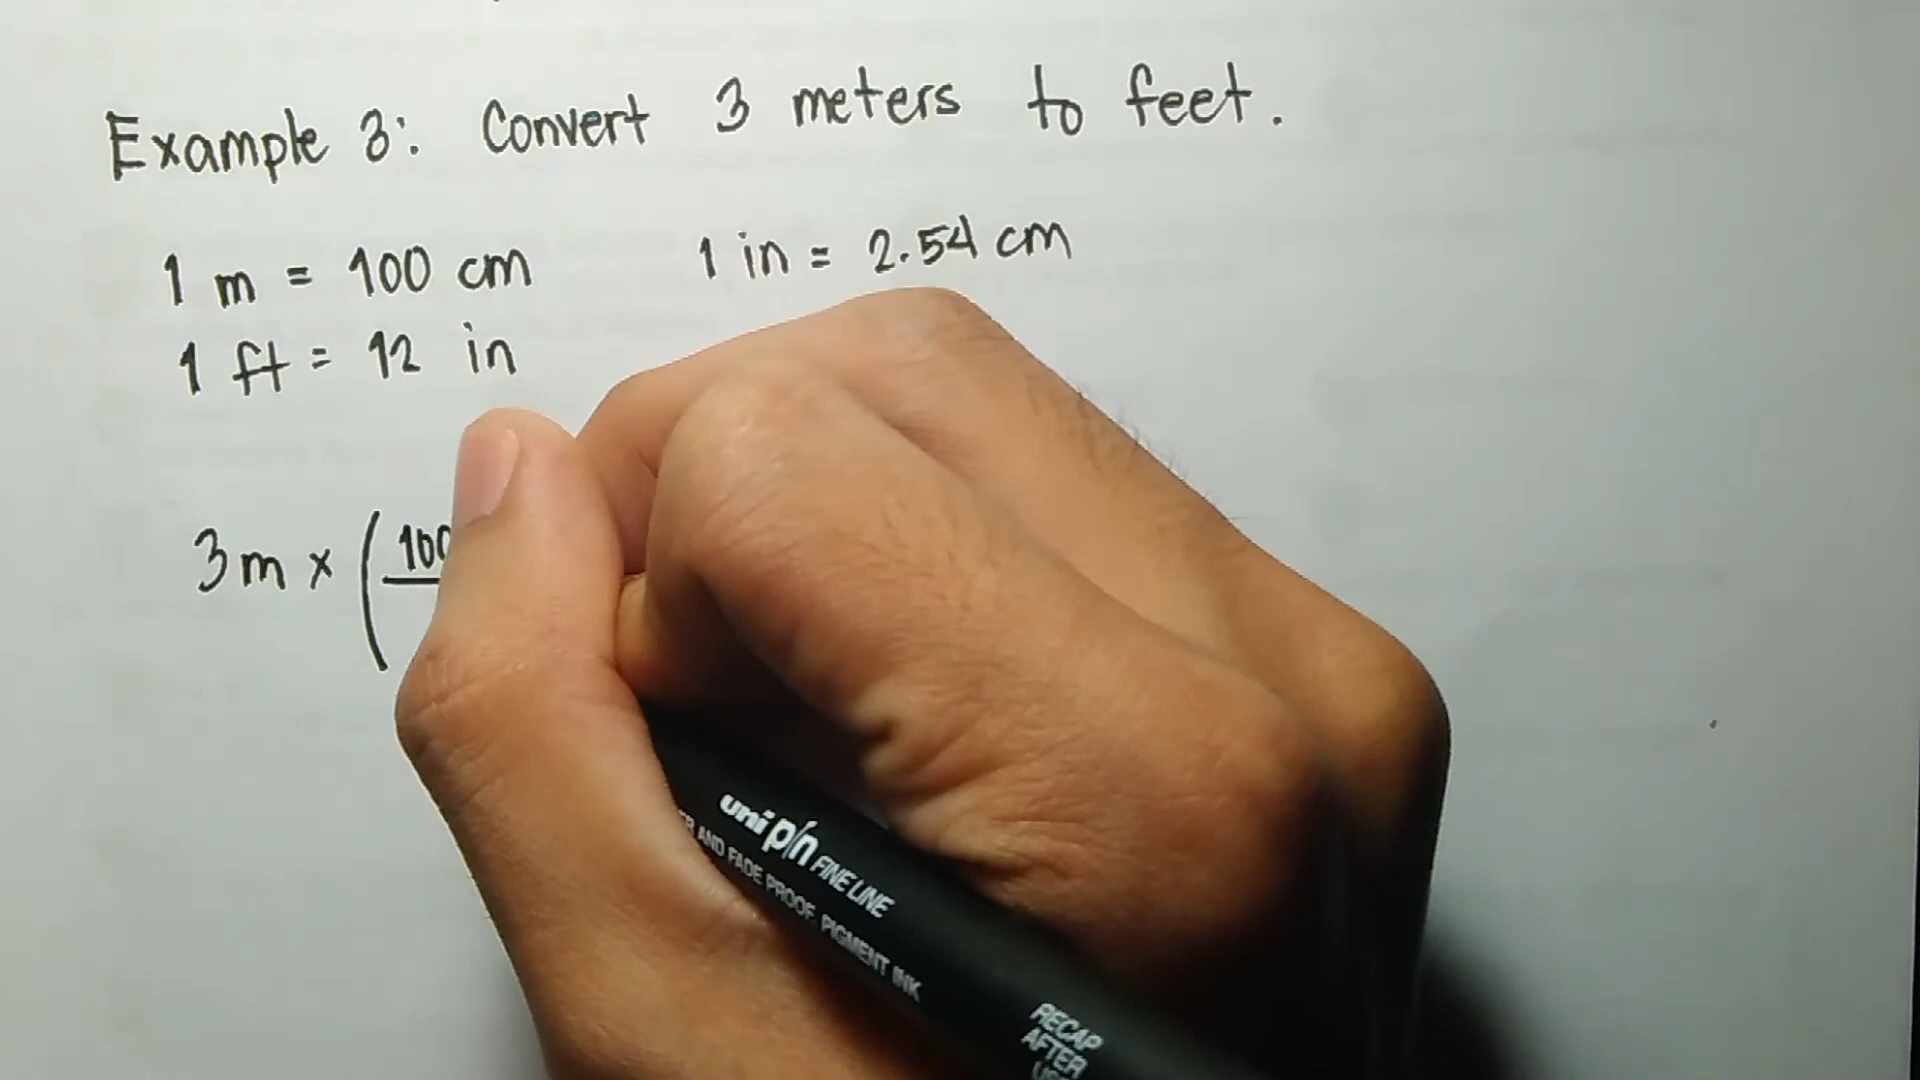 Example 3: Convert 3 meters to feet.
1 m = 100 cm
1 in = 2.54 cm
1 ft = 12 in
3m × ( 100
uni pin FINE LINE
AND FADE PROOF PIGMENT INK
RECAP
AFTER